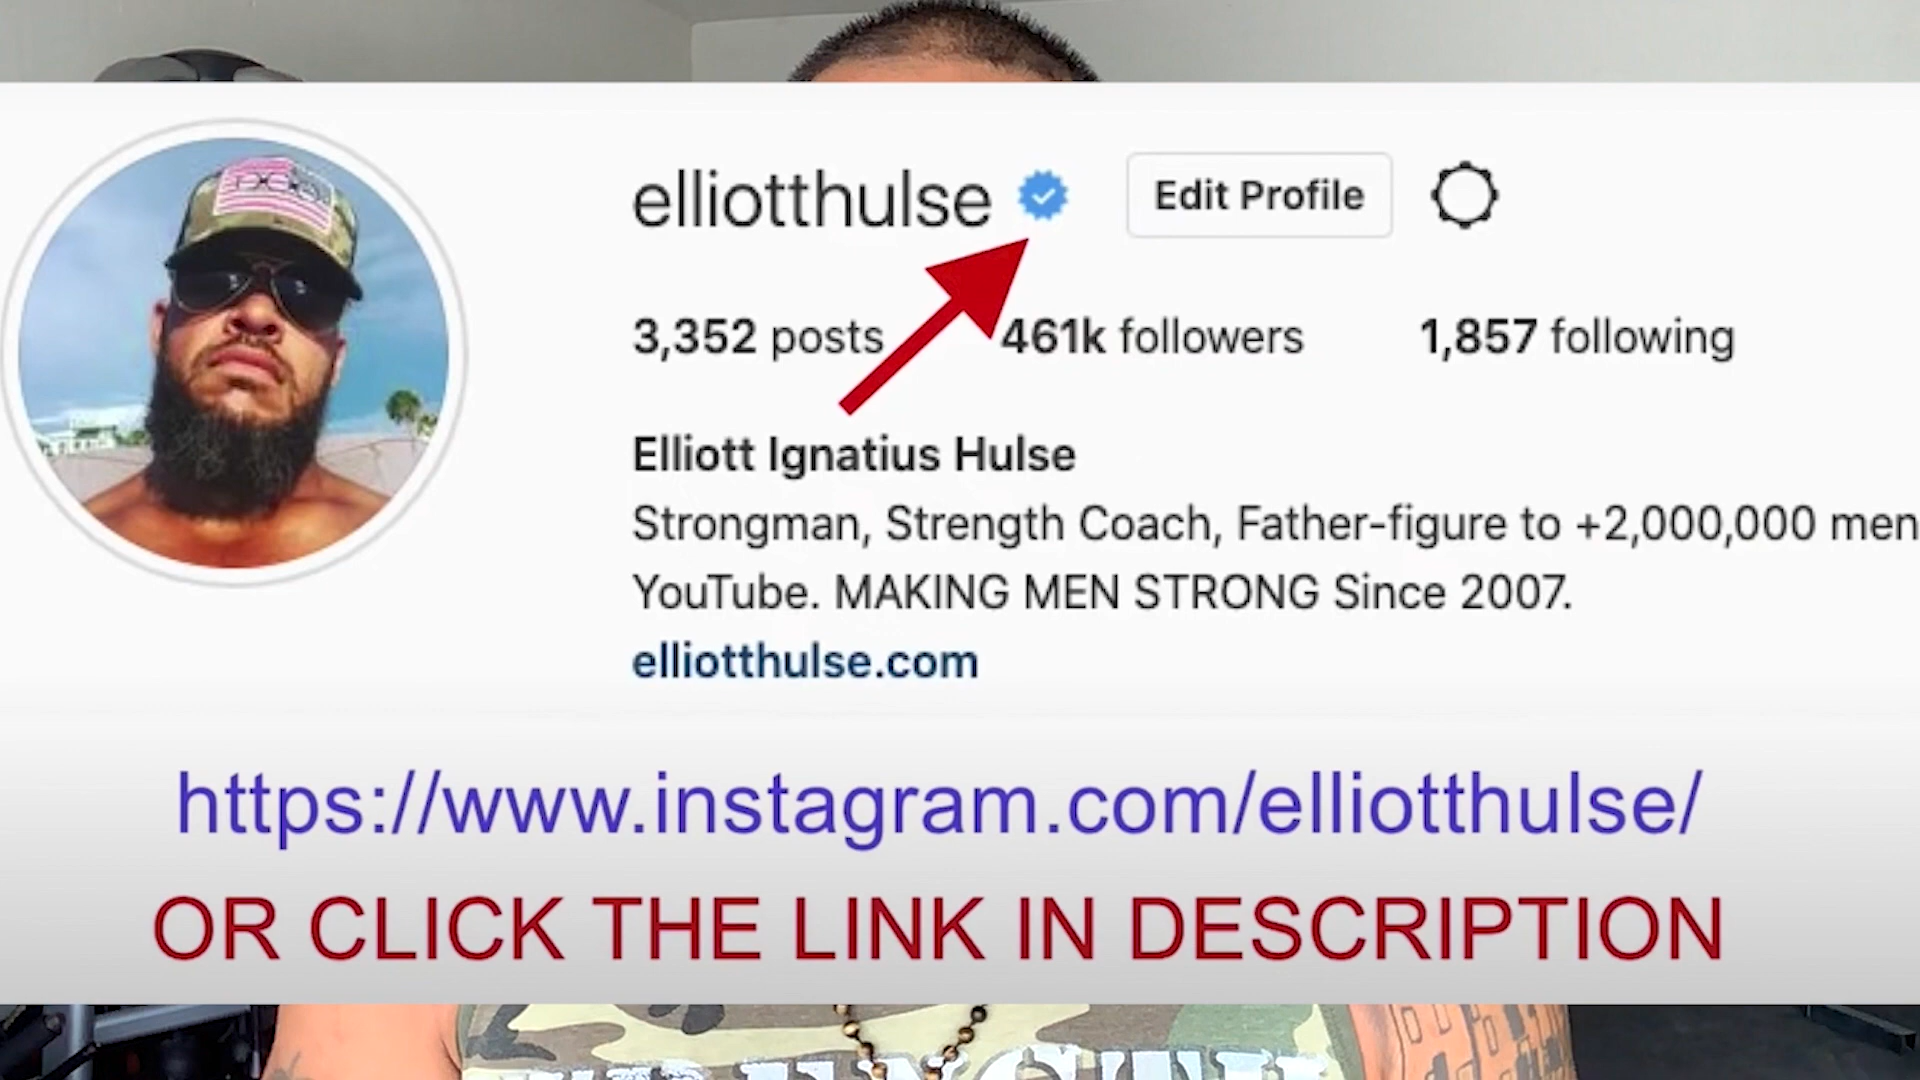 elliotthulse Edit Profile
3,352 posts 461k followers 1,857 following
Elliott Ignatius Hulse
Strongman, Strength Coach, Father-figure to +2,000,000 men
YouTube. MAKING MEN STRONG Since 2007.
elliotthulse.com
https://www.instagram.com/elliotthulse/
OR CLICK THE LINK IN DESCRIPTION